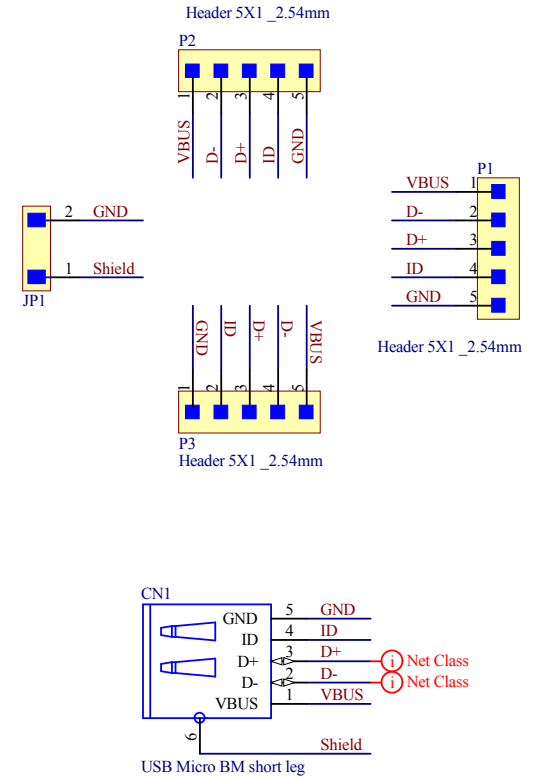 Header 5X1 _2.54mm
P2
1 2 3 4 5
VBUS D- D+ ID GND
P1
VBUS 1
D- 2
D+ 3
ID 4
GND 5
Header 5X1 _2.54mm
2 GND
1 Shield
JP1
GND ID D+ D- VBUS
1 2 3 4 5
P3
Header 5X1 _2.54mm
CN1
GND 5 GND
ID 4 ID
D+ 3 D+ i Net Class
D- 2 D- i Net Class
VBUS 1 VBUS
6 Shield
USB Micro BM short leg